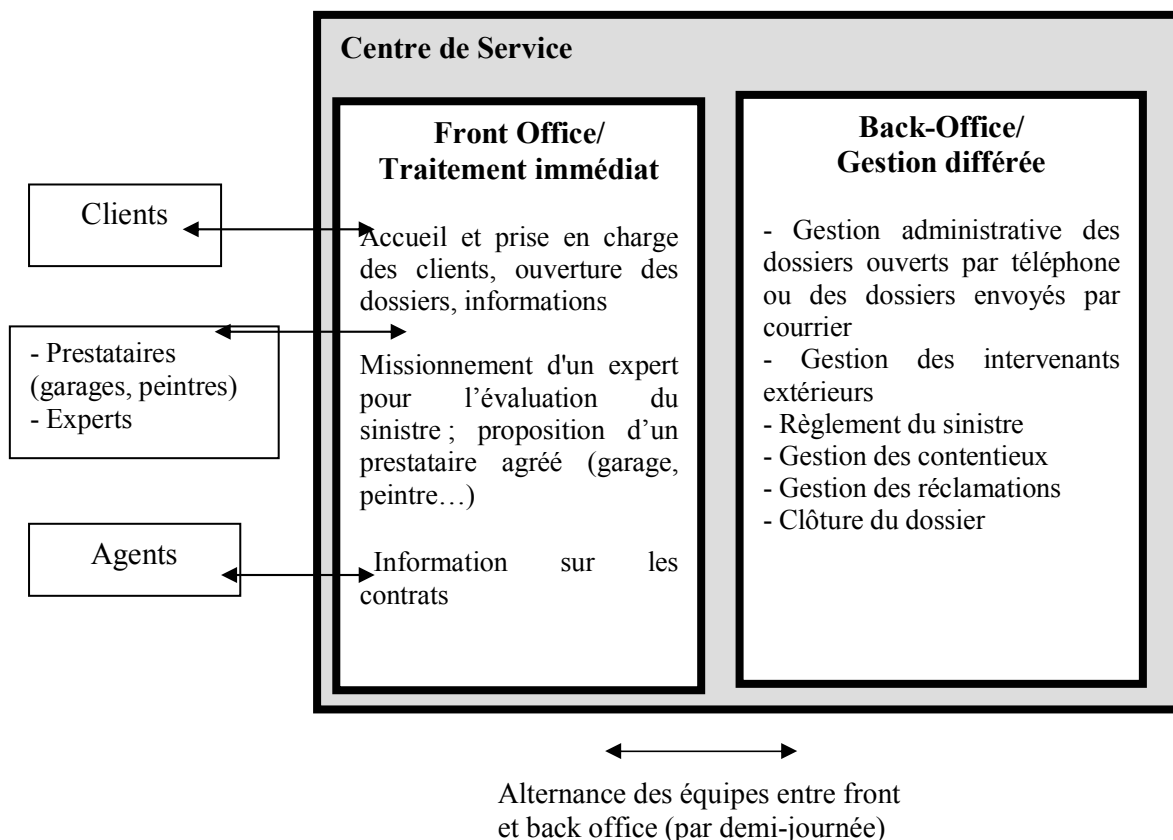 Centre de Service
Front Office/
Traitement immédiat
Accueil et prise en charge
des clients, ouverture des
dossiers, informations
Missionnement d'un expert
pour l'évaluation du
sinistre ; proposition d'un
prestataire agréé (garage,
peintre…)
Information sur les
contrats
Back-Office/
Gestion différée
- Gestion administrative des
dossiers ouverts par téléphone
ou des dossiers envoyés par
courrier
- Gestion des intervenants
extérieurs
- Règlement du sinistre
- Gestion des contentieux
- Gestion des réclamations
- Clôture du dossier
Clients
- Prestataires
(garages, peintres)
- Experts
Agents
Alternance des équipes entre front
et back office (par demi-journée)